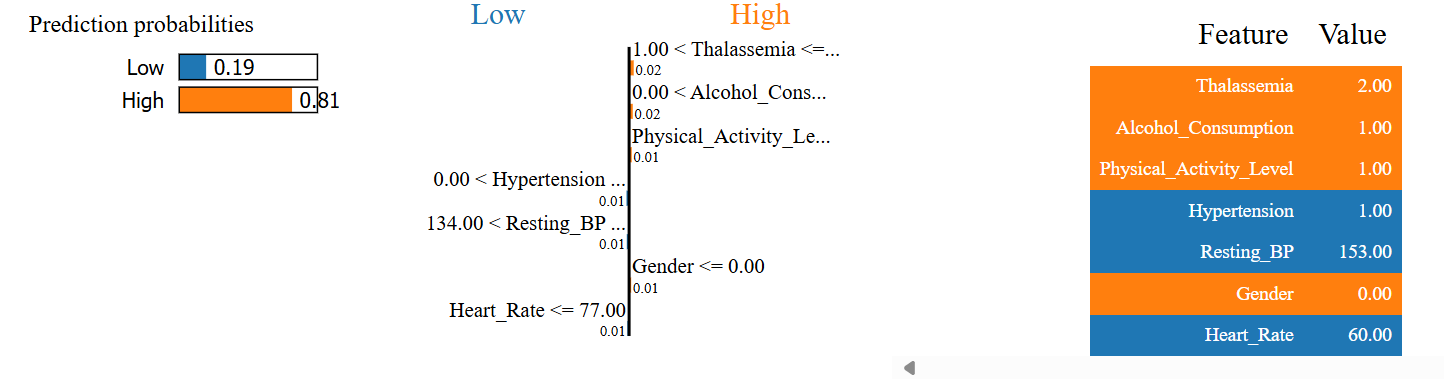 Prediction probabilities
Low 0.19
High 0.81
Low High
1.00 < Thalassemia <=...
0.02
0.00 < Alcohol_Cons...
0.02
Physical_Activity_Le...
0.01
0.00 < Hypertension ...
0.01
134.00 < Resting_BP ...
0.01
Gender <= 0.00
0.01
Heart_Rate <= 77.00
0.01
Feature Value
Thalassemia 2.00
Alcohol_Consumption 1.00
Physical_Activity_Level 1.00
Hypertension 1.00
Resting_BP 153.00
Gender 0.00
Heart_Rate 60.00